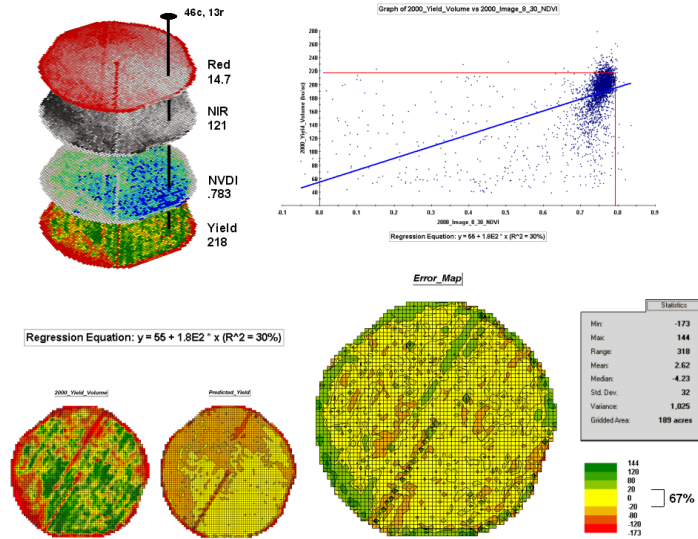 46c, 13r
Red
14.7
NIR
121
NVDI
.783
Yield
218
Graph of 2000_Yield_Volume vs 2000_Image_8_30_NDVI
2000_Yield_Volume (bu/ac)
280
260
240
220
200
180
160
140
120
100
80
60
40
-0.1 0.0 0.1 0.2 0.3 0.4 0.5 0.6 0.7 0.8 0.9
2000_Image_8_30_NDVI
Regression Equation: y = 55 + 1.8E2 * x (R^2 = 30%)
Regression Equation: y = 55 + 1.8E2 * x (R^2 = 30%)
2000_Yield_Volume
Predicted_Yield
Error_Map
Statistics
Min: -173
Max: 144
Range: 318
Mean: 2.62
Median: -4.23
Std. Dev: 32
Variance: 1,025
Gridded Area: 189 acres
144
120
80
20
0
-20
-80
-120
-173
67%